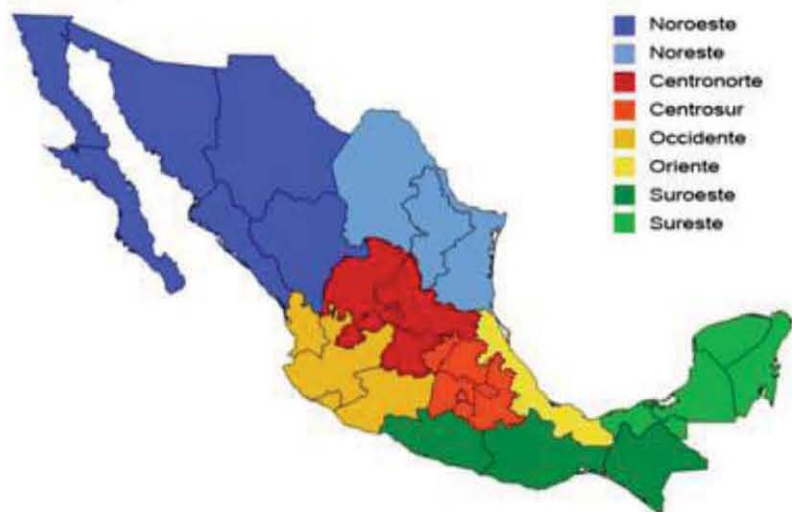 Noroeste
Noreste
Centronorte
Centrosur
Occidente
Oriente
Suroeste
Sureste